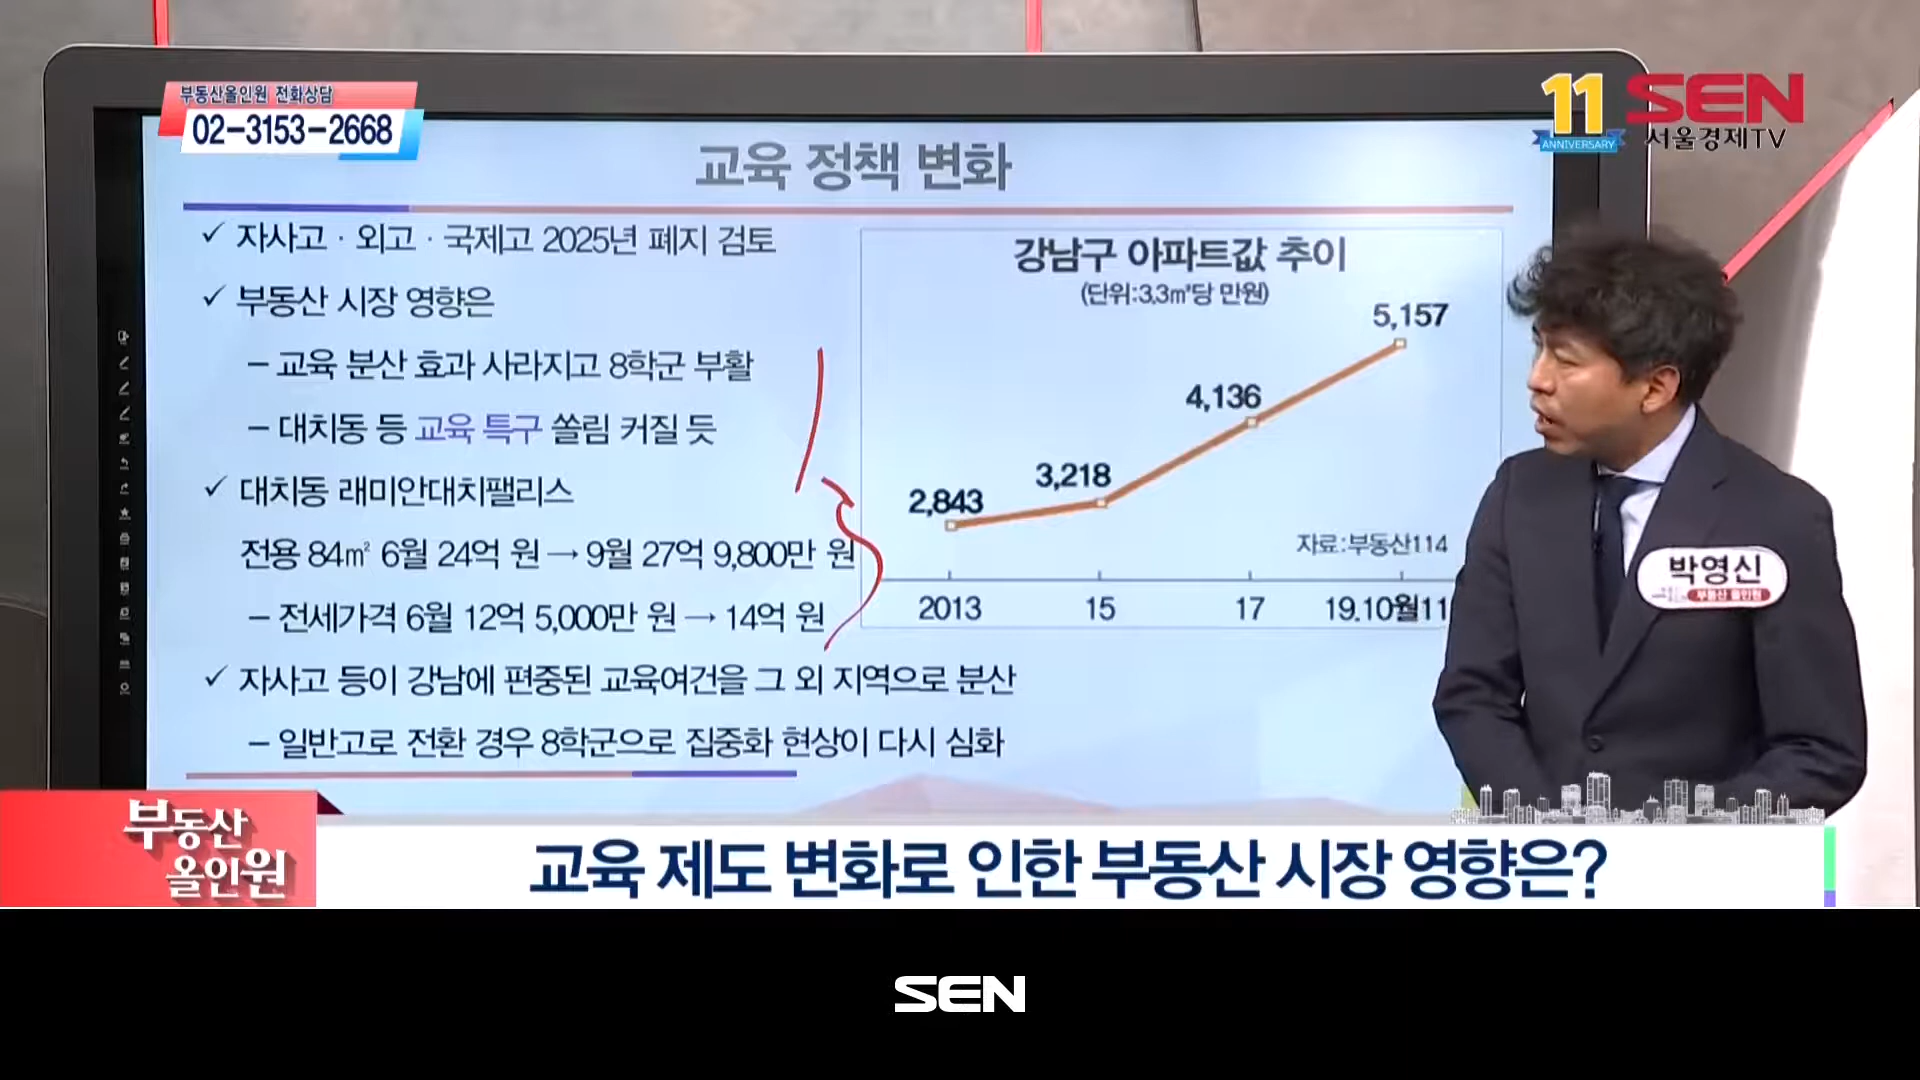 부동산올인원 전화상담
02-3153-2668
11
ANNIVERSARY
SEN
서울경제TV
교육 정책 변화
✓ 자사고 · 외고 · 국제고 2025년 폐지 검토
✓ 부동산 시장 영향은
– 교육 분산 효과 사라지고 8학군 부활
– 대치동 등 교육 특구 쏠림 커질 듯
✓ 대치동 래미안대치팰리스
전용 84㎡ 6월 24억 원 → 9월 27억 9,800만 원
– 전세가격 6월 12억 5,000만 원 → 14억 원
✓ 자사고 등이 강남에 편중된 교육여건을 그 외 지역으로 분산
– 일반고로 전환 경우 8학군으로 집중화 현상이 다시 심화
강남구 아파트값 추이
(단위:3.3㎡당 만원)
5,157
4,136
3,218
2,843
자료:부동산114
2013 15 17 19.10월11
박영신
부동산 올인원
부동산
올인원
교육 제도 변화로 인한 부동산 시장 영향은?
SEN